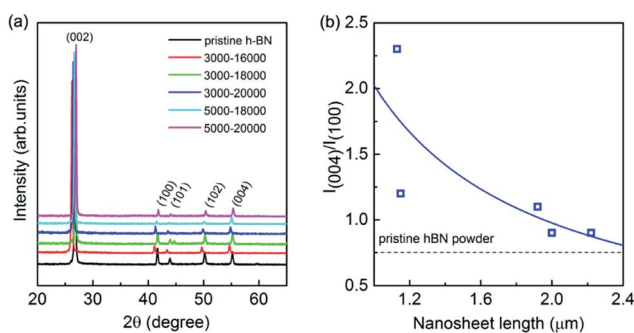 (a)
(002)
pristine h-BN
3000-16000
3000-18000
3000-20000
5000-18000
5000-20000
(100)
(101)
(102)
(004)
Intensity (arb.units)
20 30 40 50 60
2θ (degree)
(b)
2.5
2.0
1.5
1.0
0.5
I(004)/I(100)
pristine hBN powder
1.2 1.6 2.0 2.4
Nanosheet length (μm)